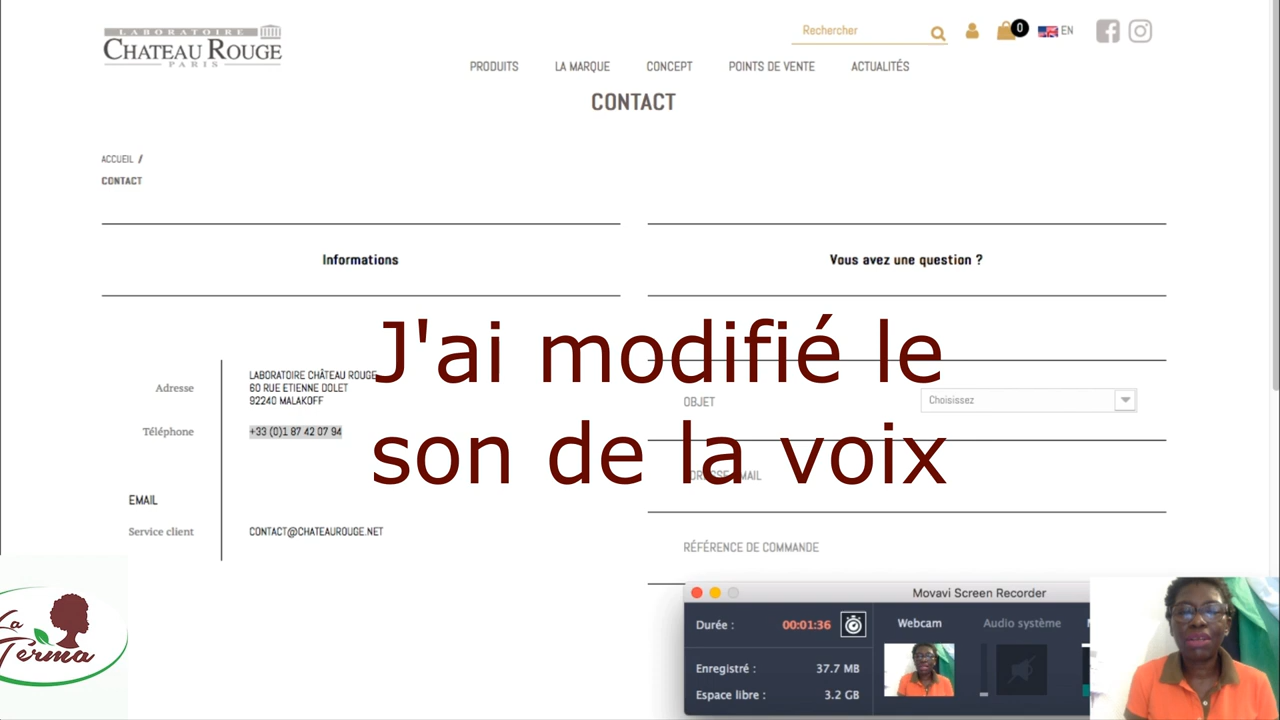 LABORATOIRE
CHATEAU ROUGE
PARIS
Rechercher
0
EN
PRODUITS
LA MARQUE
CONCEPT
POINTS DE VENTE
ACTUALITÉS
CONTACT
ACCUEIL /
CONTACT
Informations
Vous avez une question ?
J'ai modifié le
son de la voix
Adresse
LABORATOIRE CHÂTEAU ROUGE
60 RUE ETIENNE DOLET
92240 MALAKOFF
Téléphone
+33 (0)1 87 42 07 94
EMAIL
Service client
CONTACT@CHATEAUROUGE.NET
OBJET
Choisissez
ADRESSE EMAIL
RÉFÉRENCE DE COMMANDE
La
Terma
Movavi Screen Recorder
Durée :
00:01:36
Webcam
Audio système
Enregistré :
37.7 MB
Espace libre :
3.2 GB